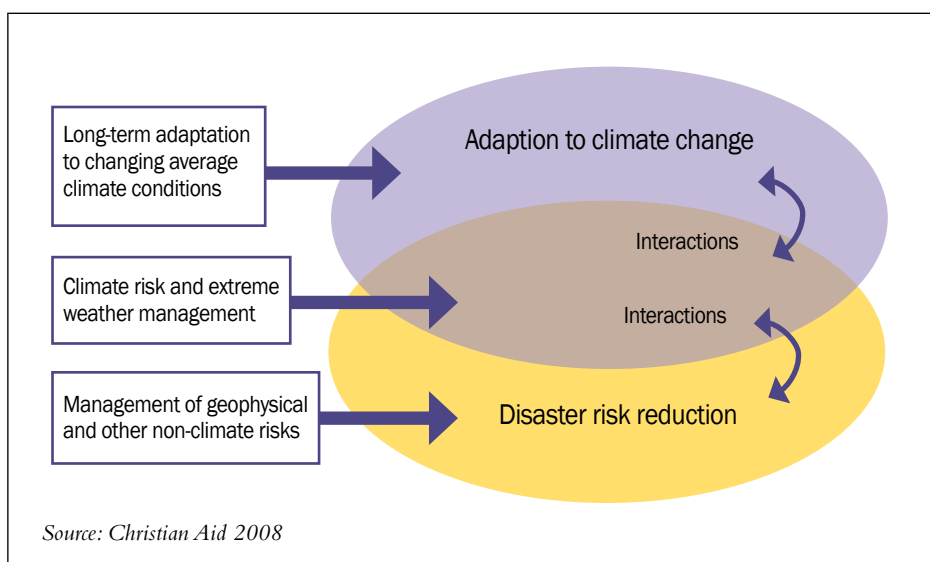 Long-term adaptation
to changing average
climate conditions
Adaption to climate change
Interactions
Climate risk and extreme
weather management
Interactions
Management of geophysical
and other non-climate risks
Disaster risk reduction
Source: Christian Aid 2008